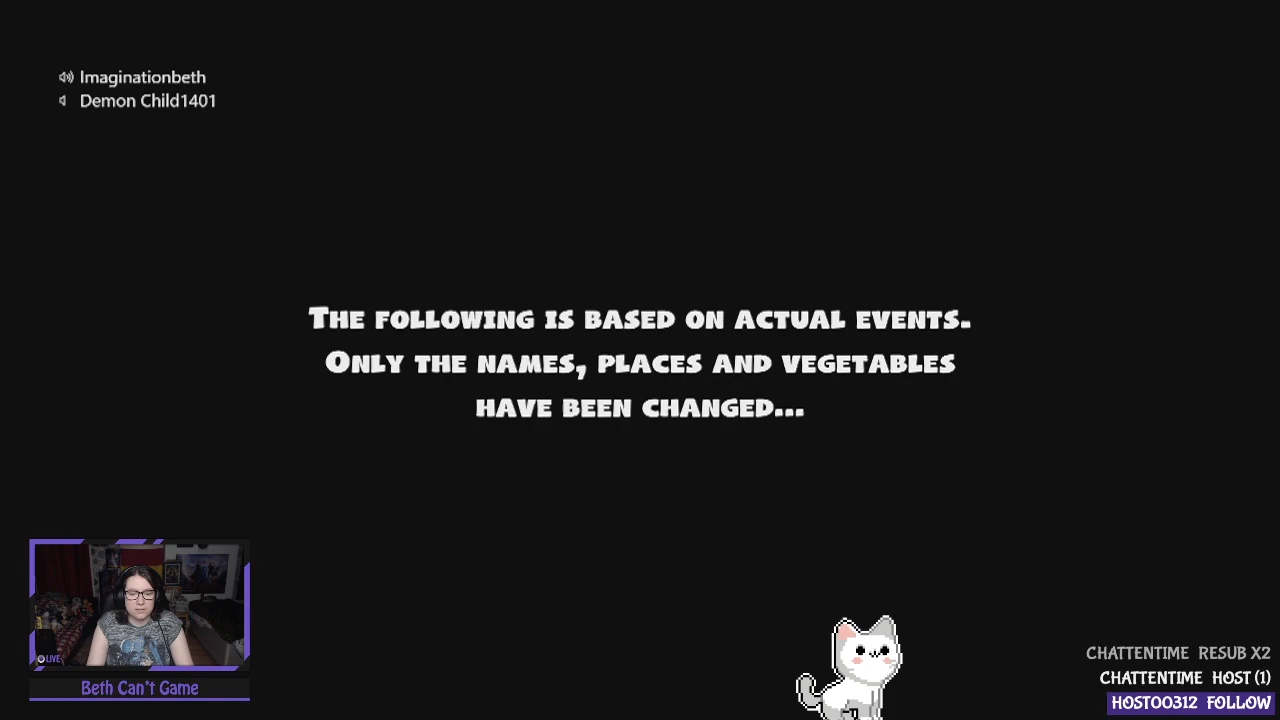 Imaginationbeth
Demon Child1401
The following is based on actual events.
Only the names, places and vegetables
have been changed...
LIVE
Beth Can't Game
CHATTENTIME RESUB X2
CHATTENTIME HOST (1)
HOSTOO312 FOLLOW